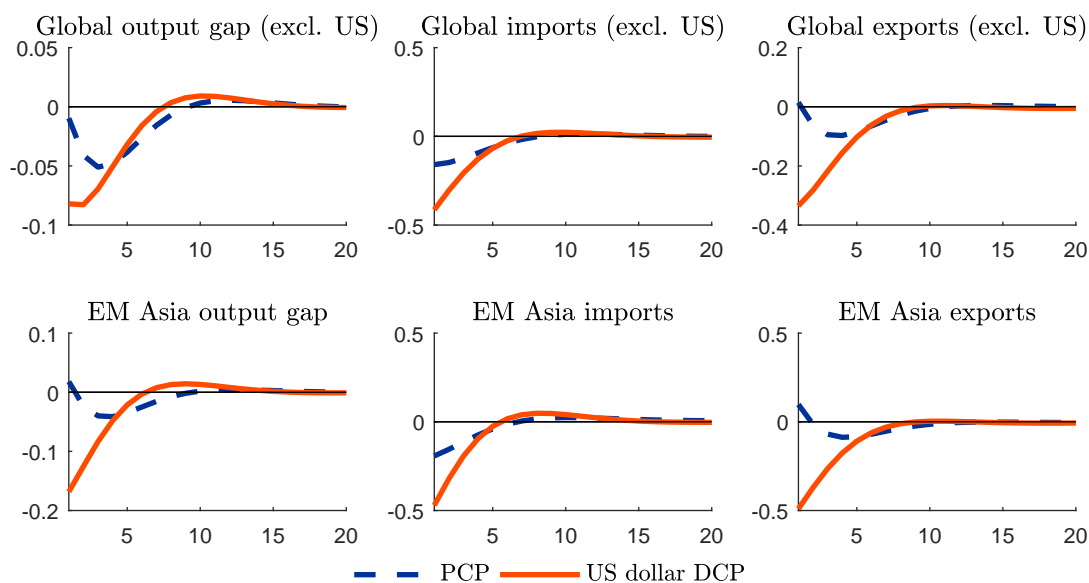 Global output gap (excl. US)
0.05
0
-0.05
-0.1
5 10 15 20
Global imports (excl. US)
0.5
0
-0.5
5 10 15 20
Global exports (excl. US)
0.2
0
-0.2
-0.4
5 10 15 20
EM Asia output gap
0.1
0
-0.1
-0.2
5 10 15 20
EM Asia imports
0.5
0
-0.5
5 10 15 20
EM Asia exports
0.5
0
-0.5
5 10 15 20
PCP US dollar DCP